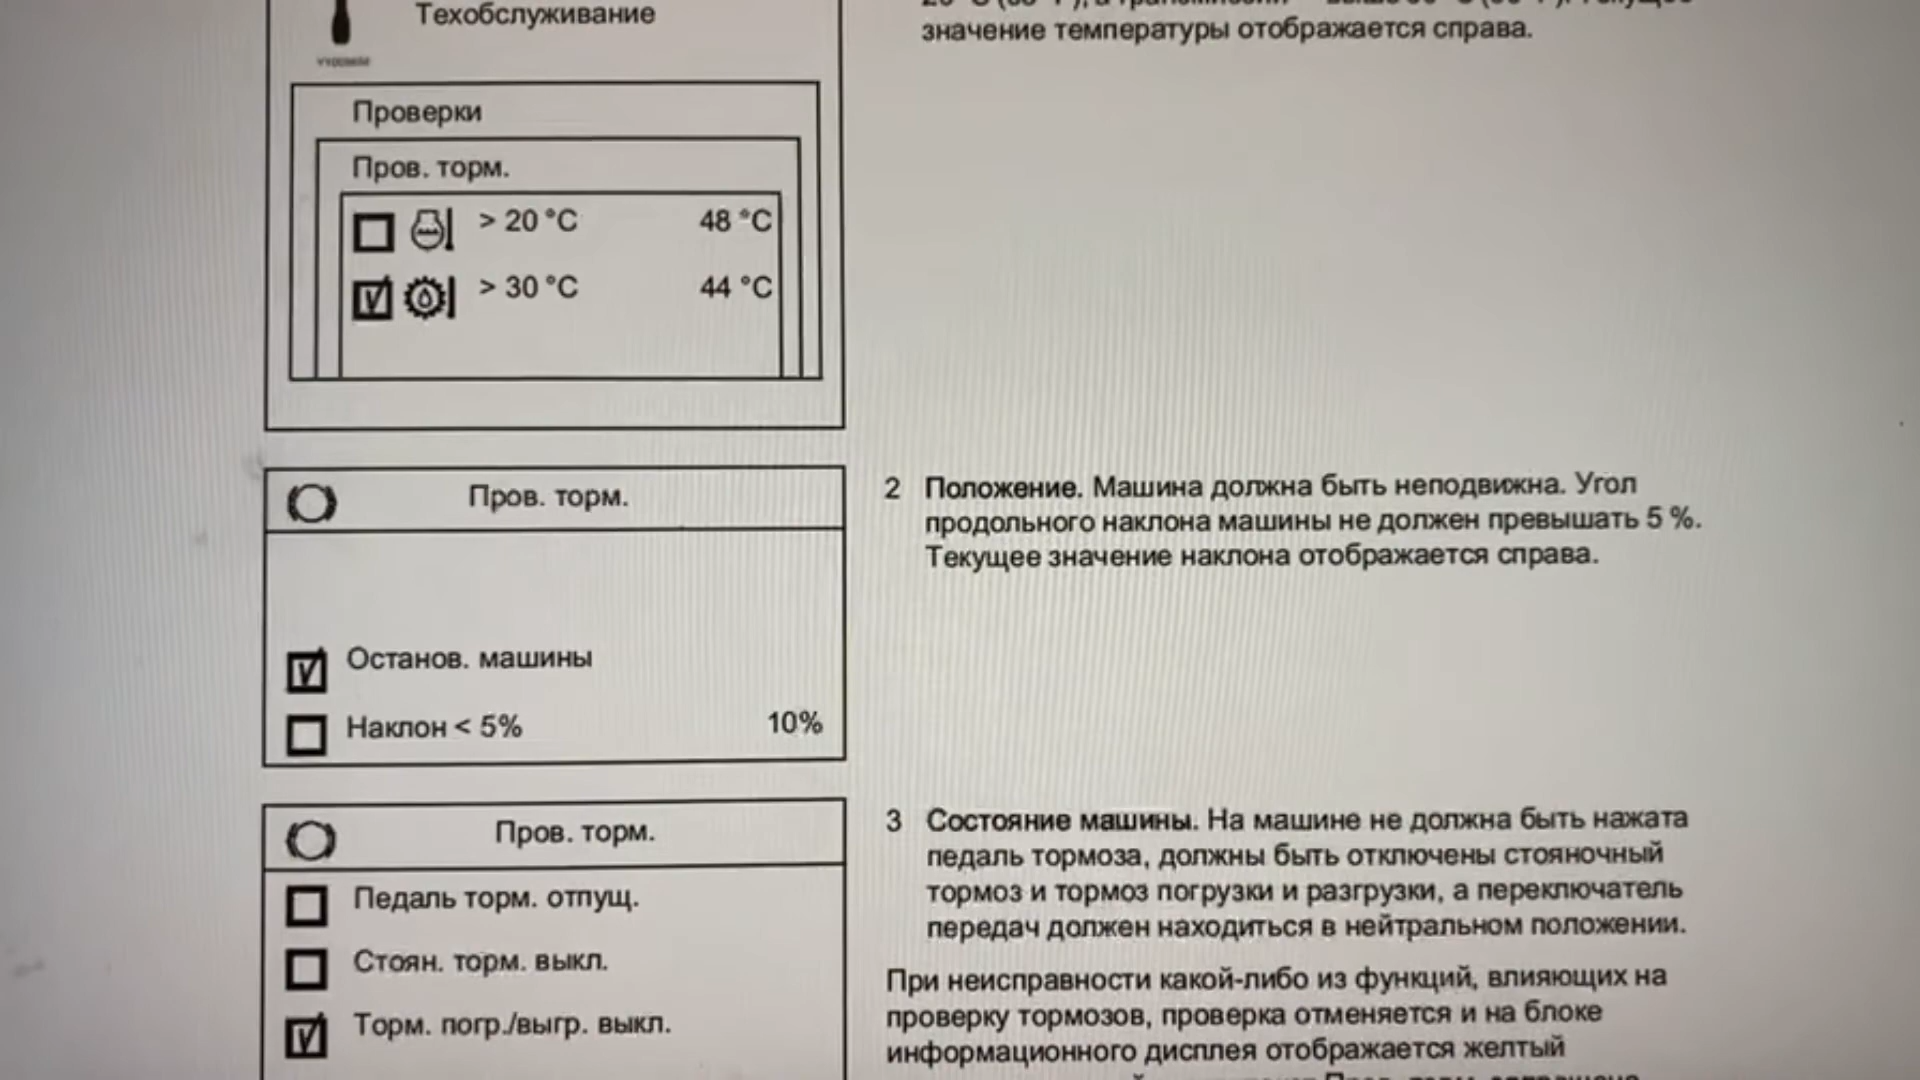 Техобслуживание
значение температуры отображается справа.
Проверки
Пров. торм.
> 20 °C 48 °C
> 30 °C 44 °C
Пров. торм.
Останов. машины
Наклон < 5% 10%
2 Положение. Машина должна быть неподвижна. Угол
продольного наклона машины не должен превышать 5 %.
Текущее значение наклона отображается справа.
Пров. торм.
Педаль торм. отпущ.
Стоян. торм. выкл.
Торм. погр./выгр. выкл.
3 Состояние машины. На машине не должна быть нажата
педаль тормоза, должны быть отключены стояночный
тормоз и тормоз погрузки и разгрузки, а переключатель
передач должен находиться в нейтральном положении.
При неисправности какой-либо из функций, влияющих на
проверку тормозов, проверка отменяется и на блоке
информационного дисплея отображается желтый